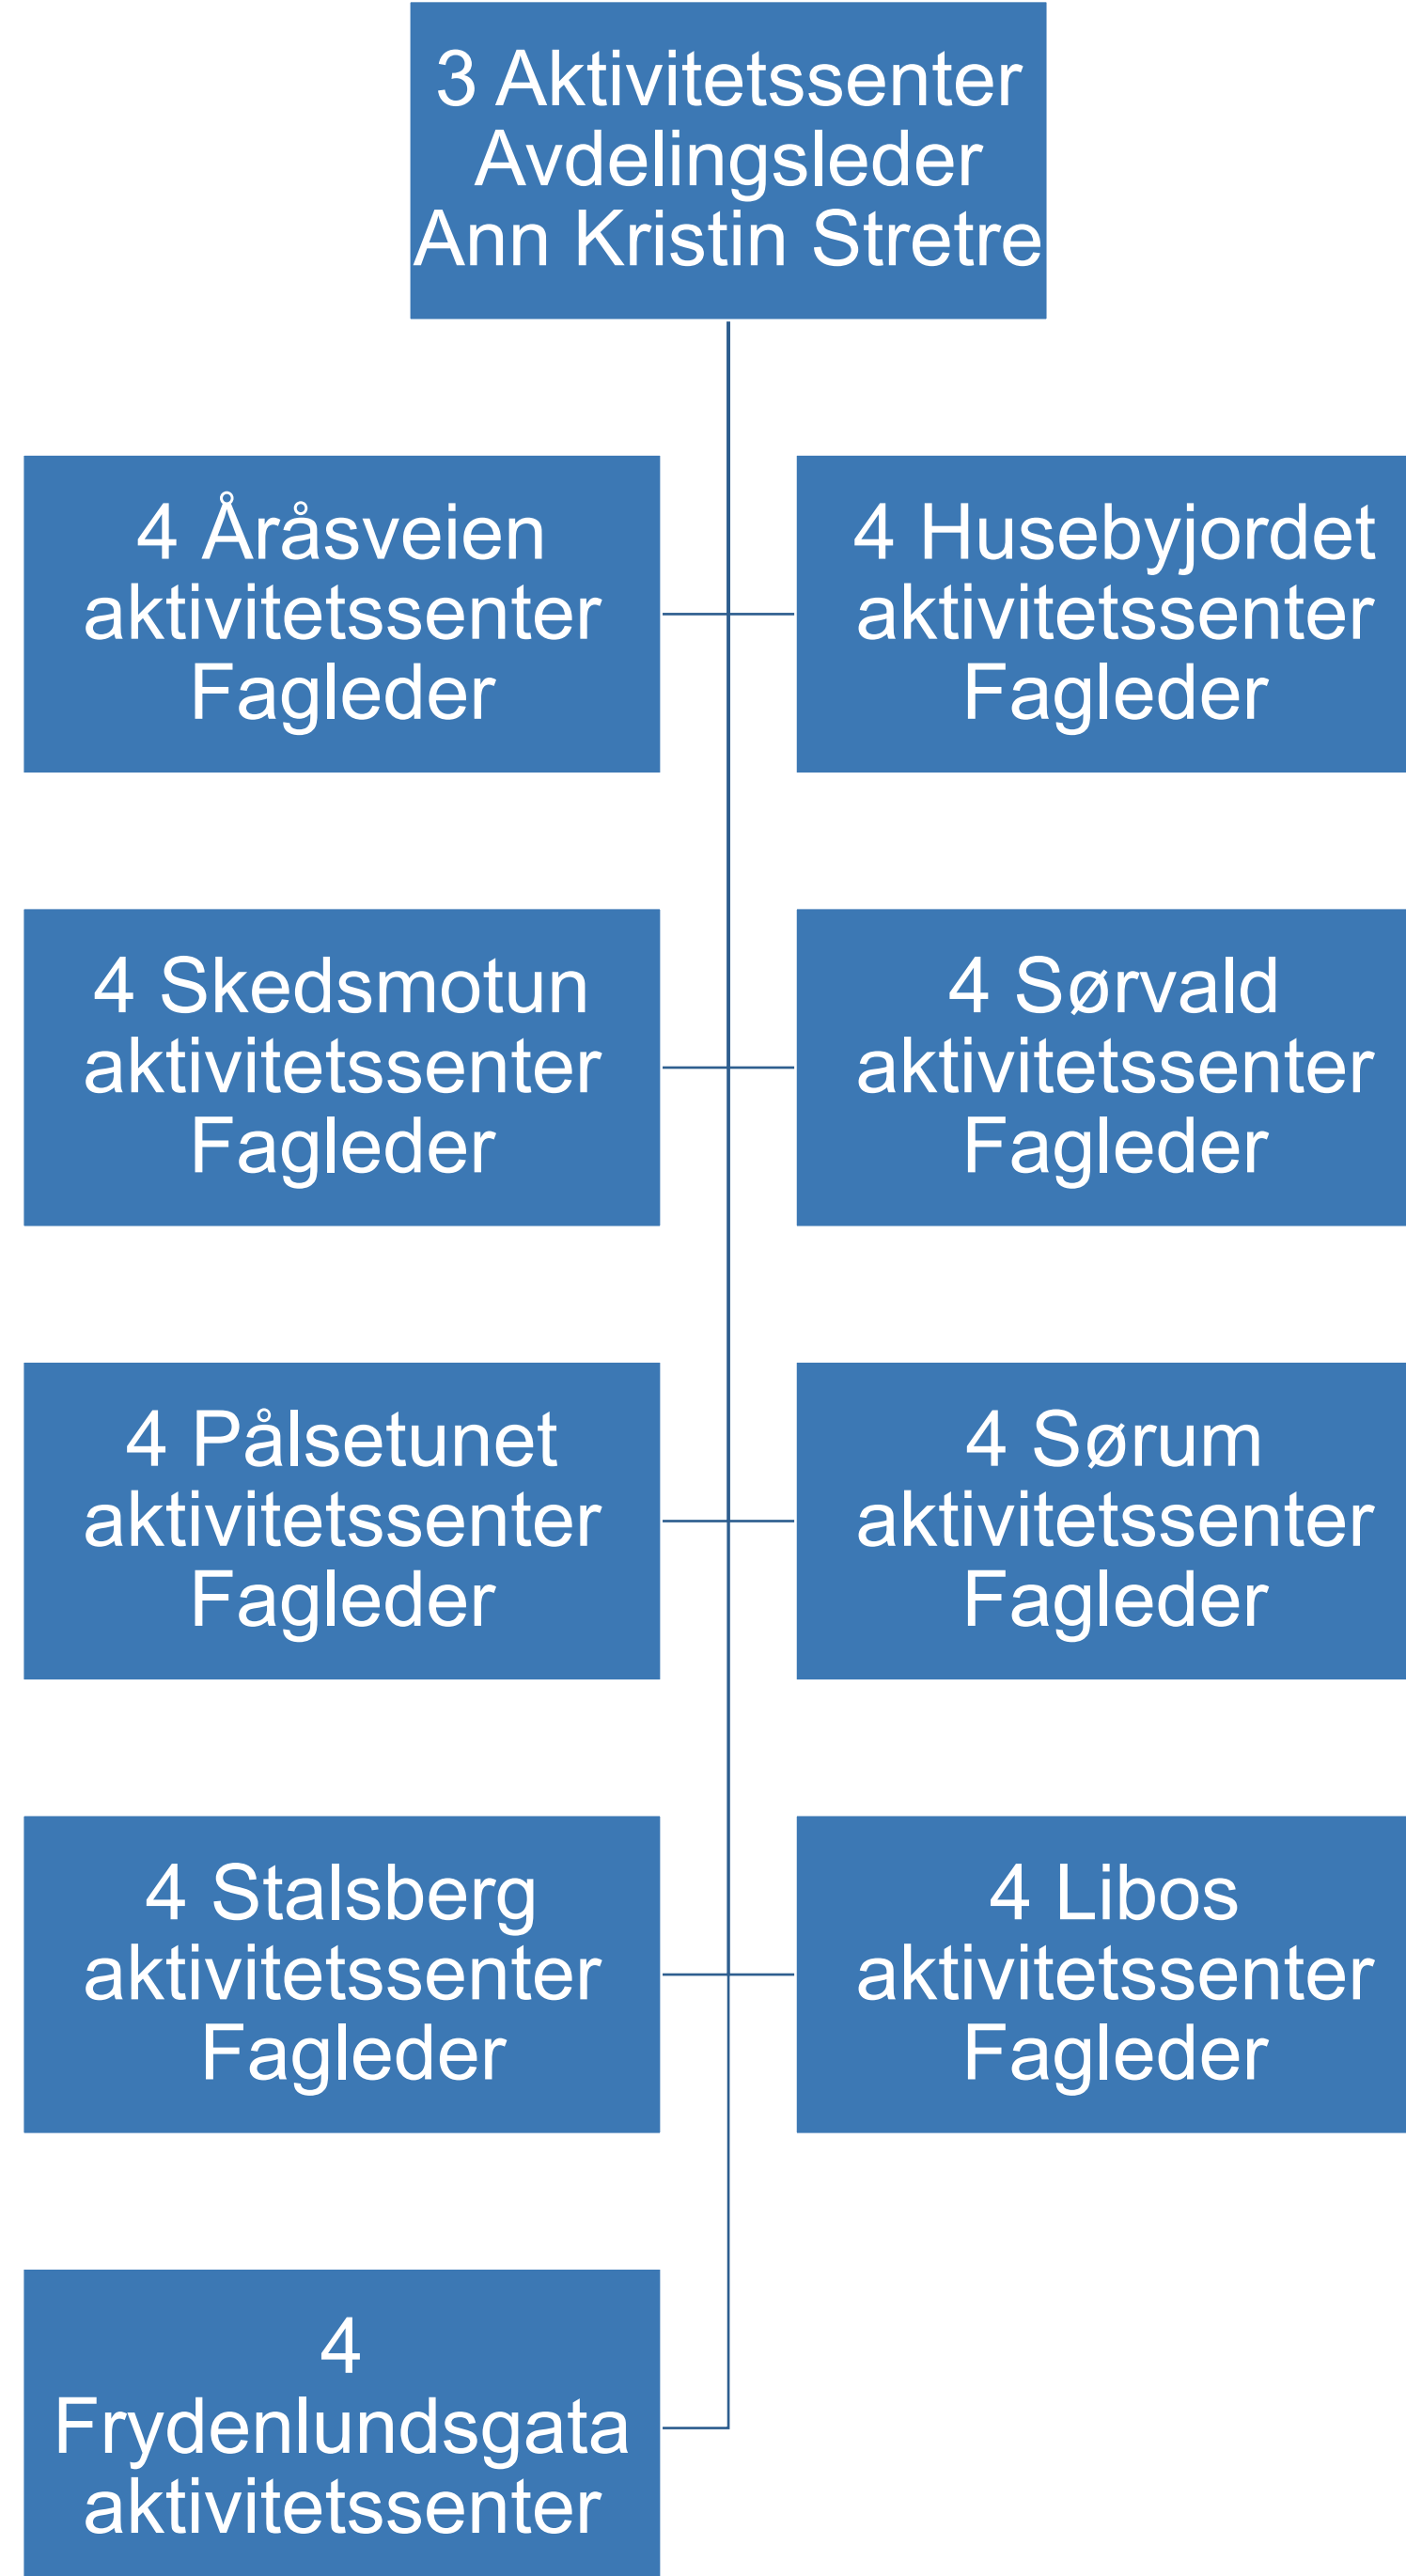 3 Aktivitetssenter
Avdelingsleder
Ann Kristin Stretre
4 Åråsveien
aktivitetssenter
Fagleder
4 Husebyjordet
aktivitetssenter
Fagleder
4 Skedsmotun
aktivitetssenter
Fagleder
4 Sørvald
aktivitetssenter
Fagleder
4 Pålsetunet
aktivitetssenter
Fagleder
4 Sørum
aktivitetssenter
Fagleder
4 Stalsberg
aktivitetssenter
Fagleder
4 Libos
aktivitetssenter
Fagleder
4
Frydenlundsgata
aktivitetssenter